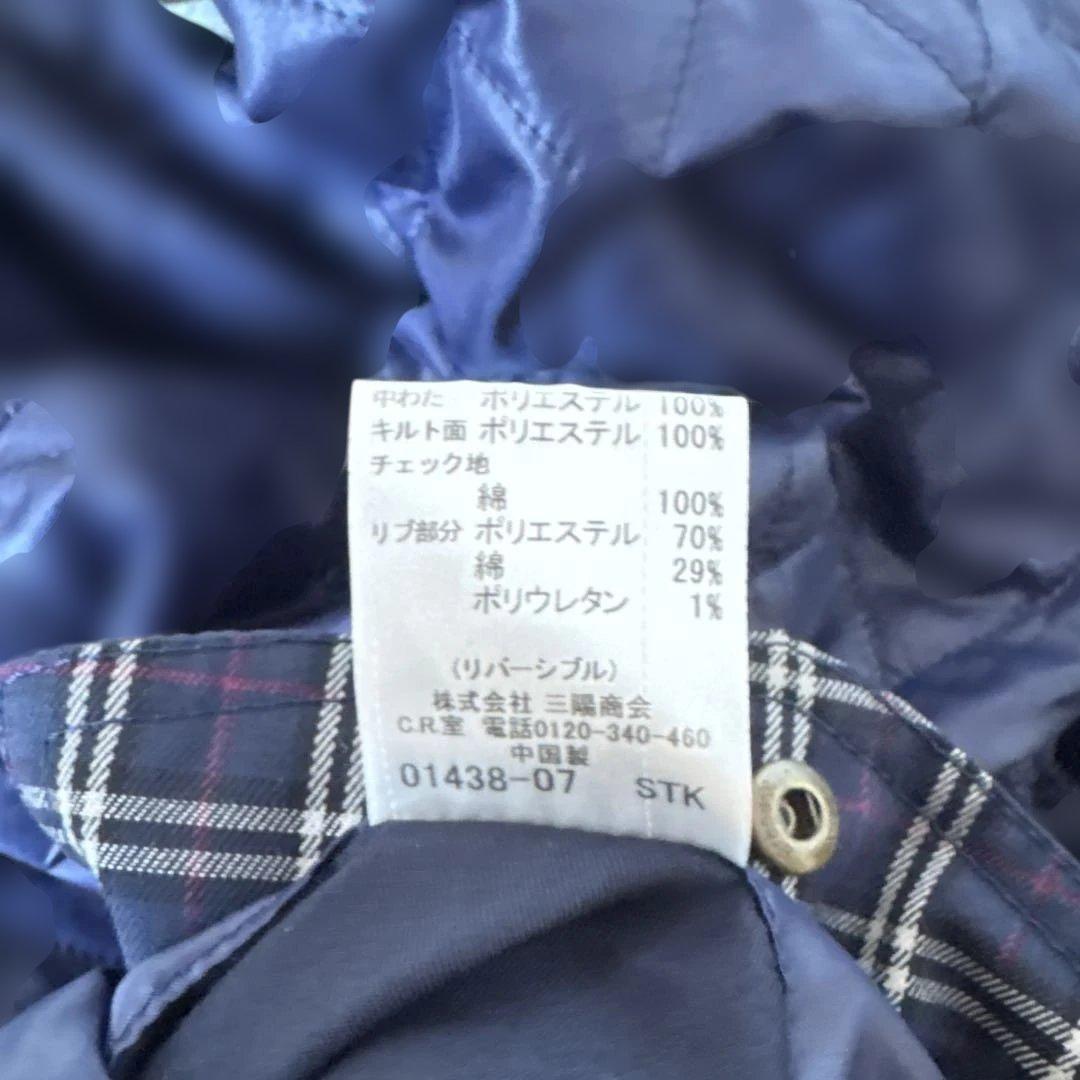 中わた ポリエステル 100%
キルト面 ポリエステル 100%
チェック地
綿 100%
リブ部分 ポリエステル 70%
綿 29%
ポリウレタン 1%
(リバーシブル)
株式会社 三陽商会
C.R室 電話0120-340-460
中国製
01438-07 STK